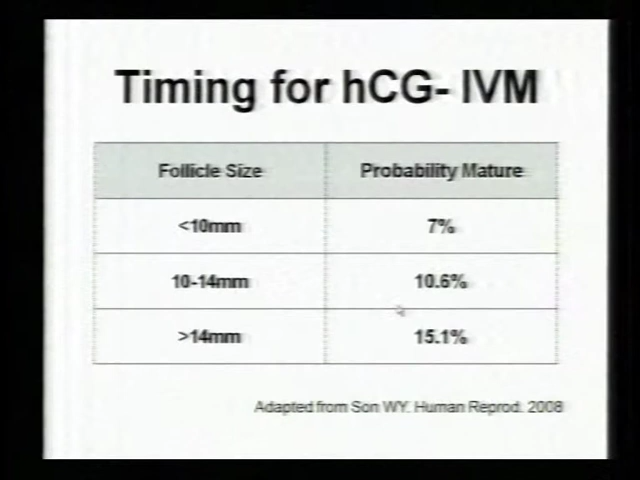 Timing for hCG- IVM
Follicle Size Probability Mature
<10mm 7%
10-14mm 10.6%
>14mm 15.1%
Adapted from Son WY. Human Reprod. 2008